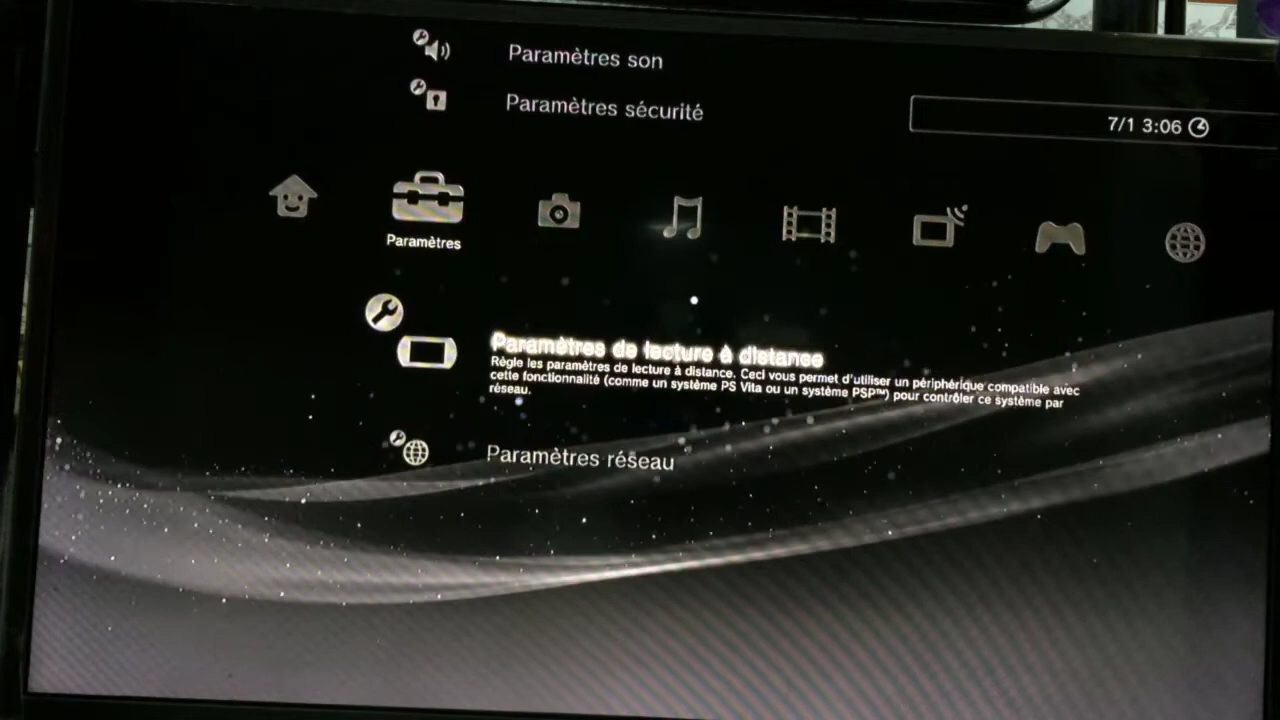 Paramètres son
Paramètres sécurité
7/1 3:06
Paramètres
Paramètres de lecture à distance
Règle les paramètres de lecture à distance. Ceci vous permet d'utiliser un périphérique compatible avec
cette fonctionnalité (comme un système PS Vita ou un système PSP™) pour contrôler ce système par
réseau.
Paramètres réseau